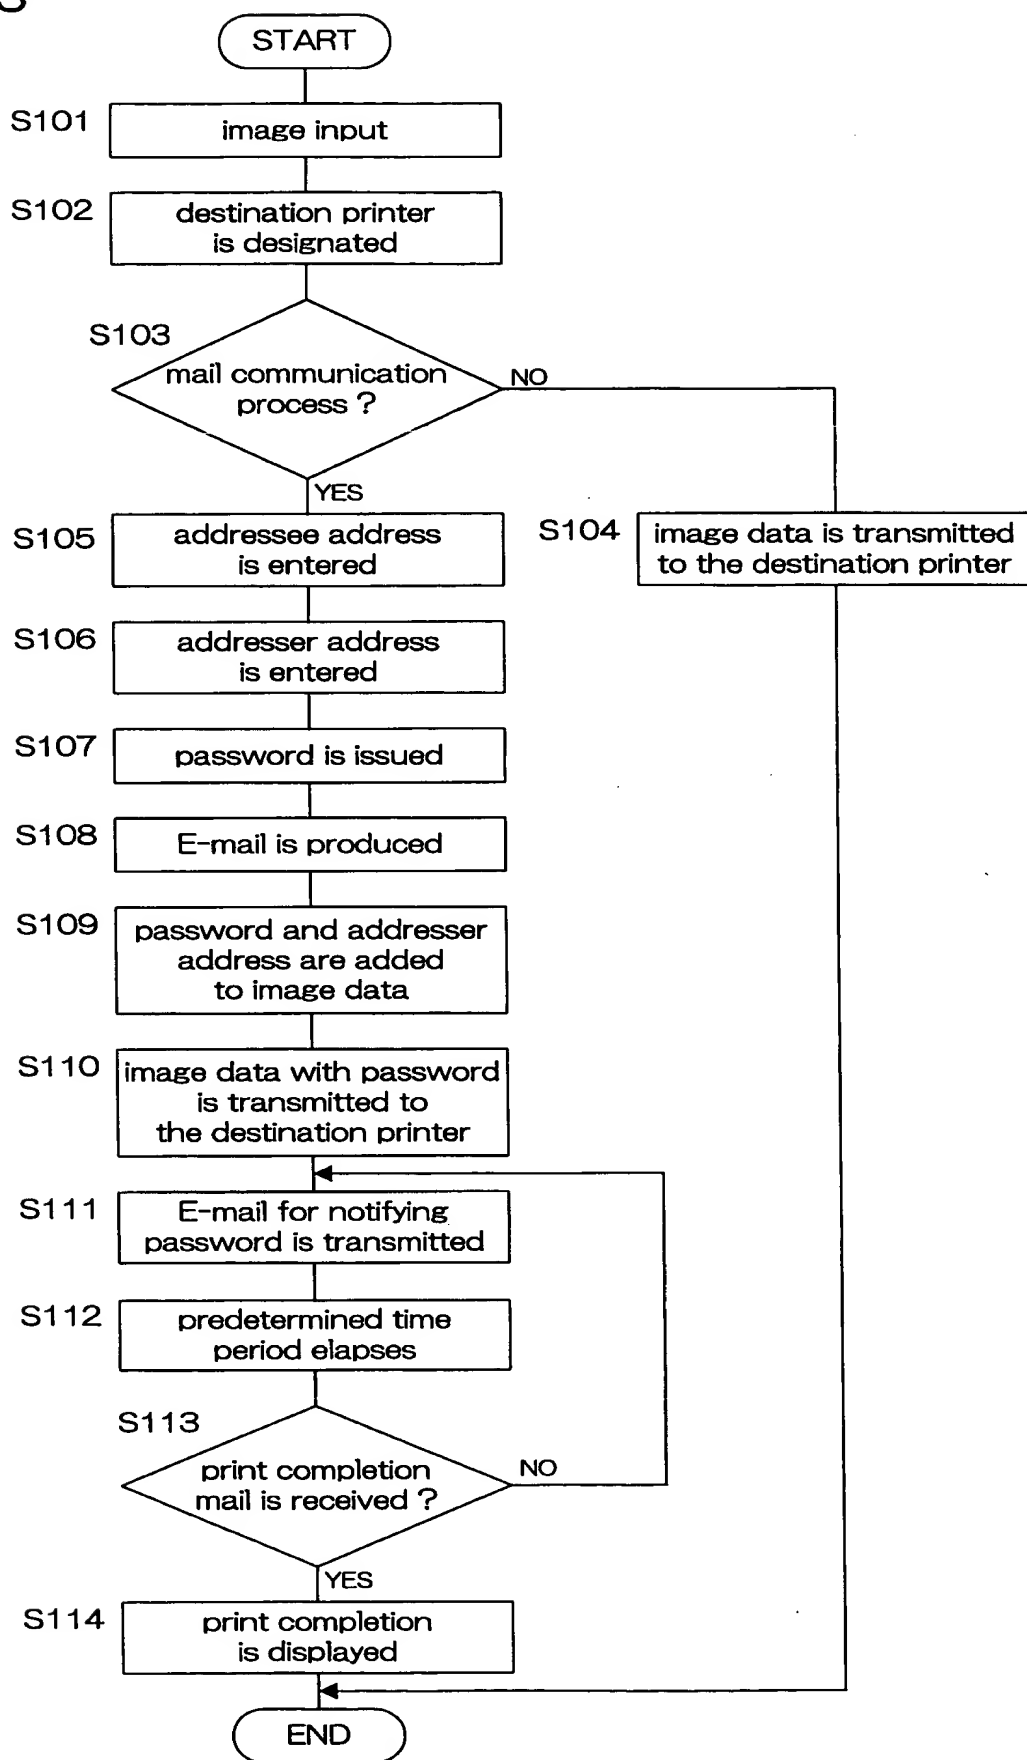 START
S101
image input
S102
destination printer
is designated
S103
mail communication
process ?
NO
YES
S105
addressee address
is entered
S104
image data is transmitted
to the destination printer
S106
addresser address
is entered
S107
password is issued
S108
E-mail is produced
S109
password and addresser
address are added
to image data
S110
image data with password
is transmitted to
the destination printer
S111
E-mail for notifying
password is transmitted
S112
predetermined time
period elapses
S113
print completion
mail is received ?
NO
YES
S114
print completion
is displayed
END